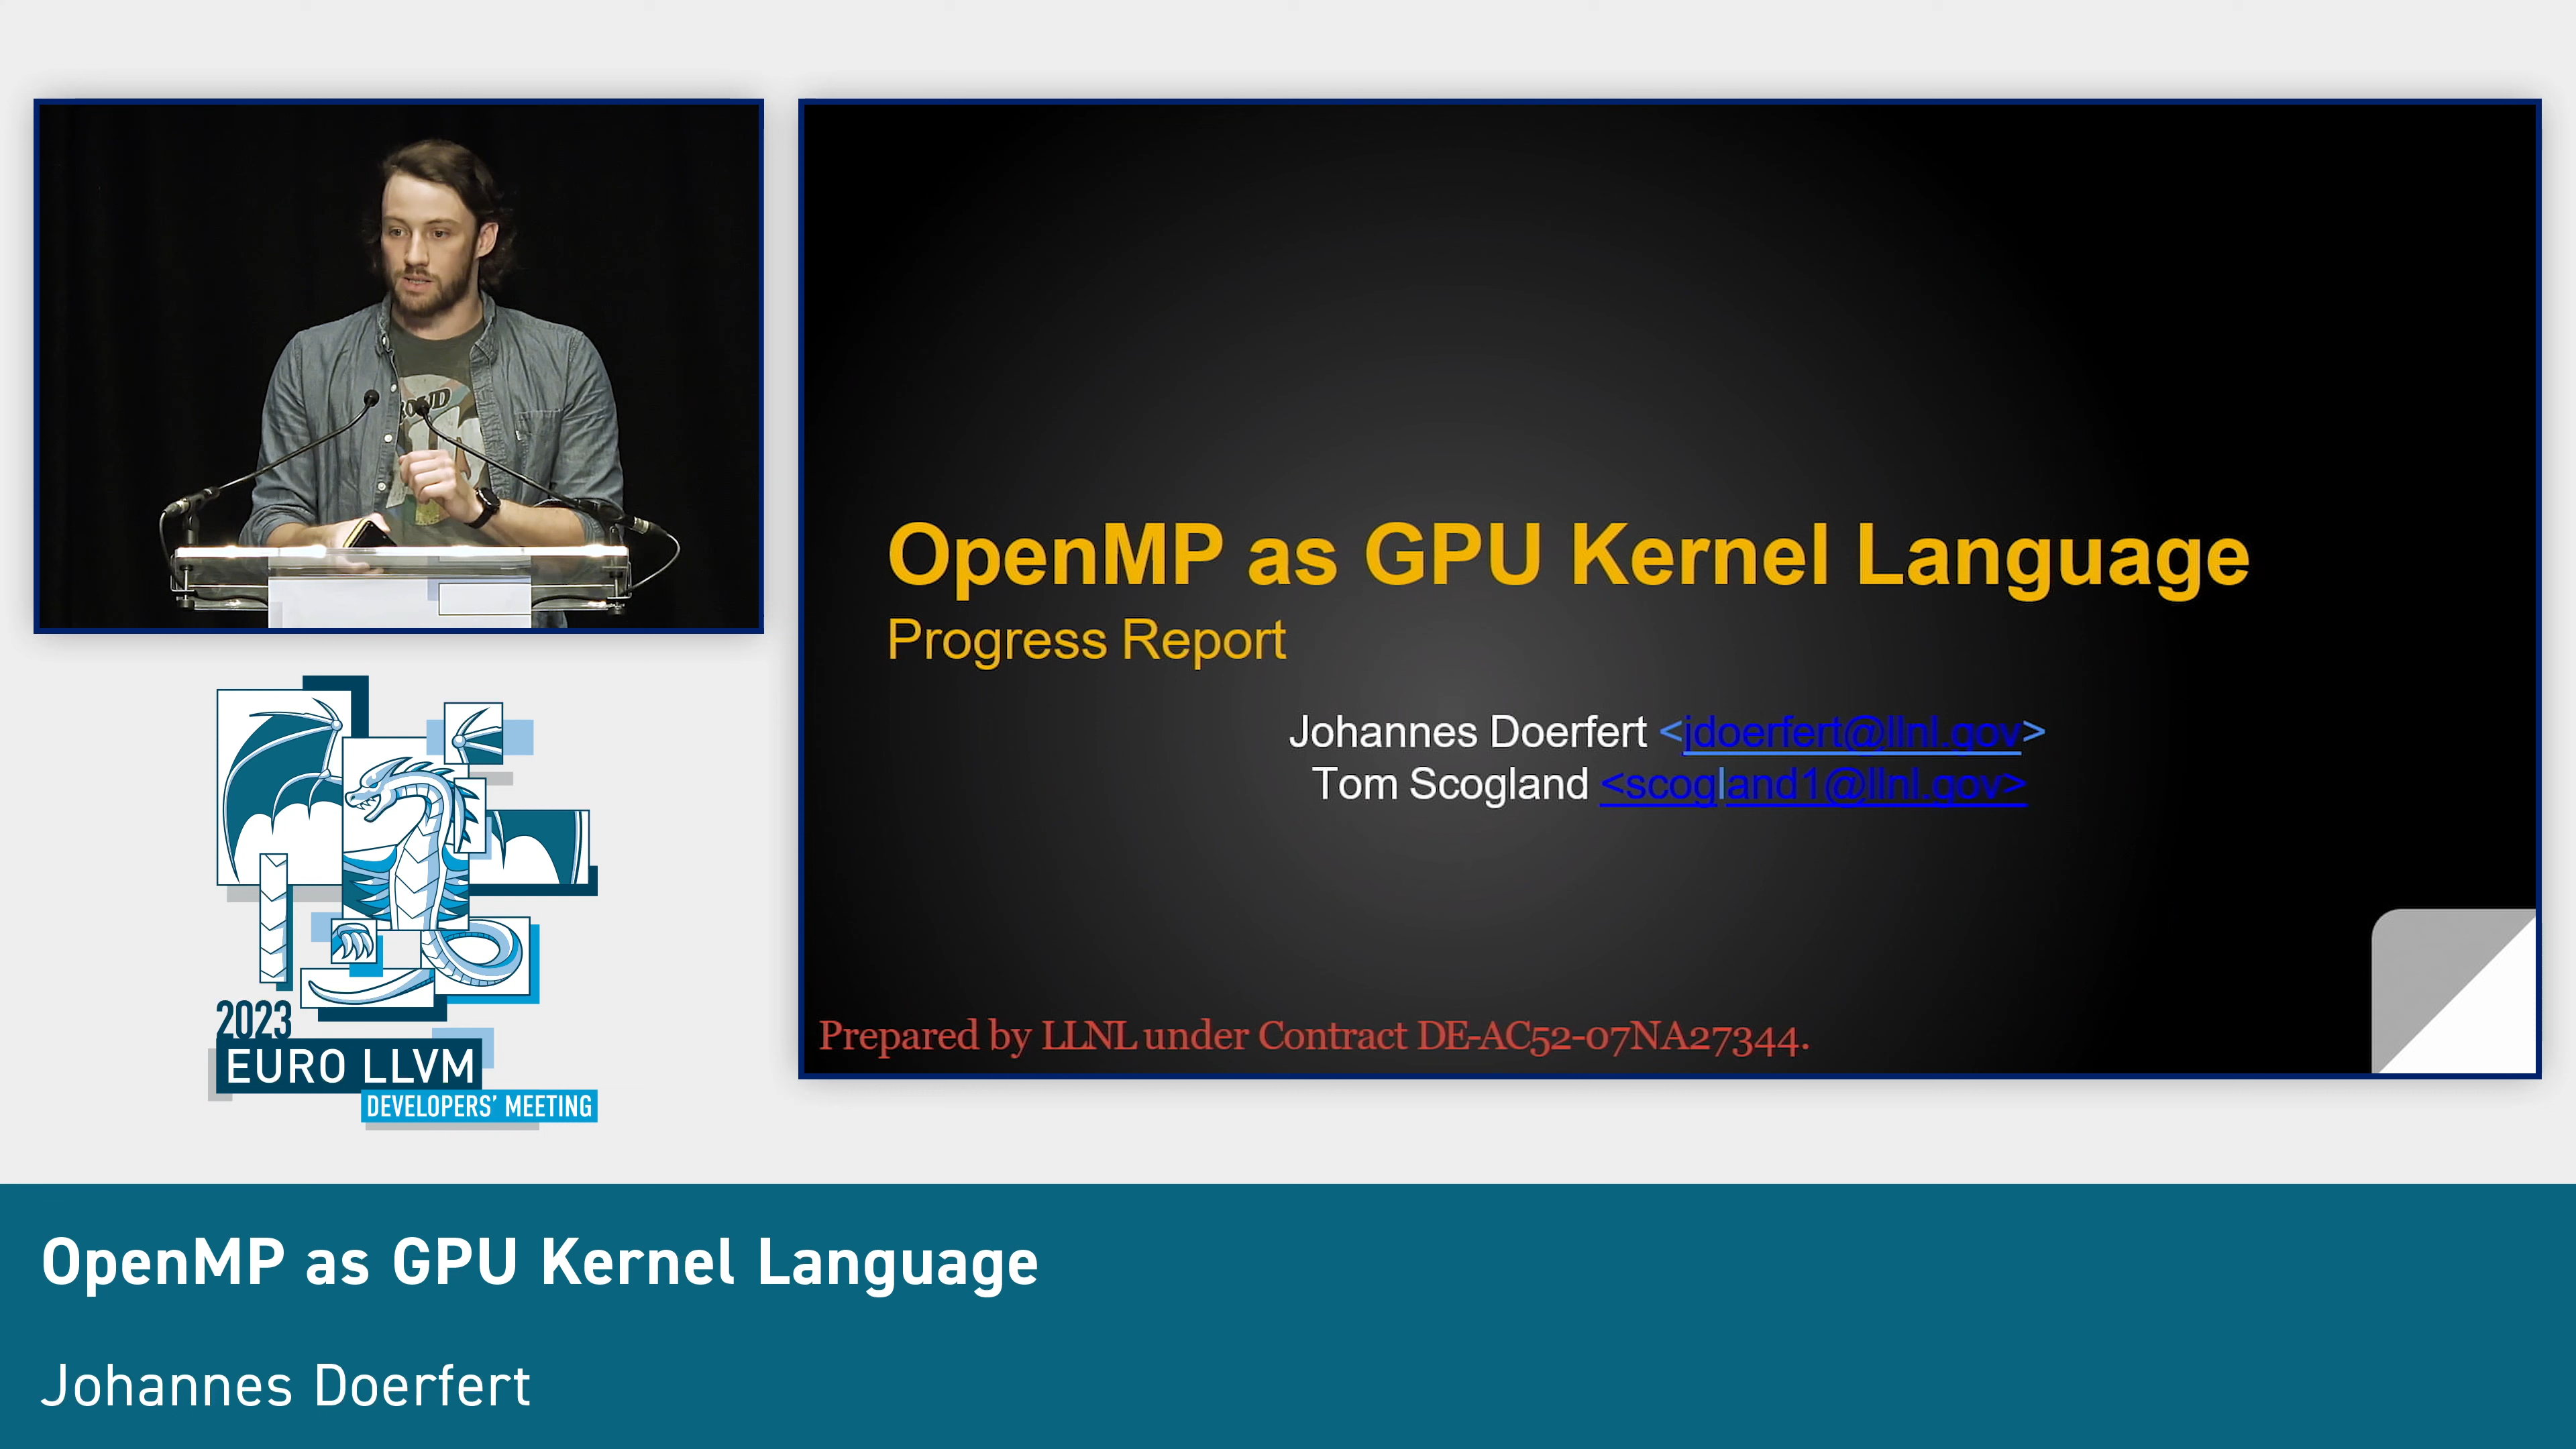 OpenMP as GPU Kernel Language
Progress Report
Johannes Doerfert <jdoerfert@llnl.gov>
Tom Scogland <scogland1@llnl.gov>
Prepared by LLNL under Contract DE-AC52-07NA27344.
2023
EURO LLVM
DEVELOPERS' MEETING
OpenMP as GPU Kernel Language
Johannes Doerfert